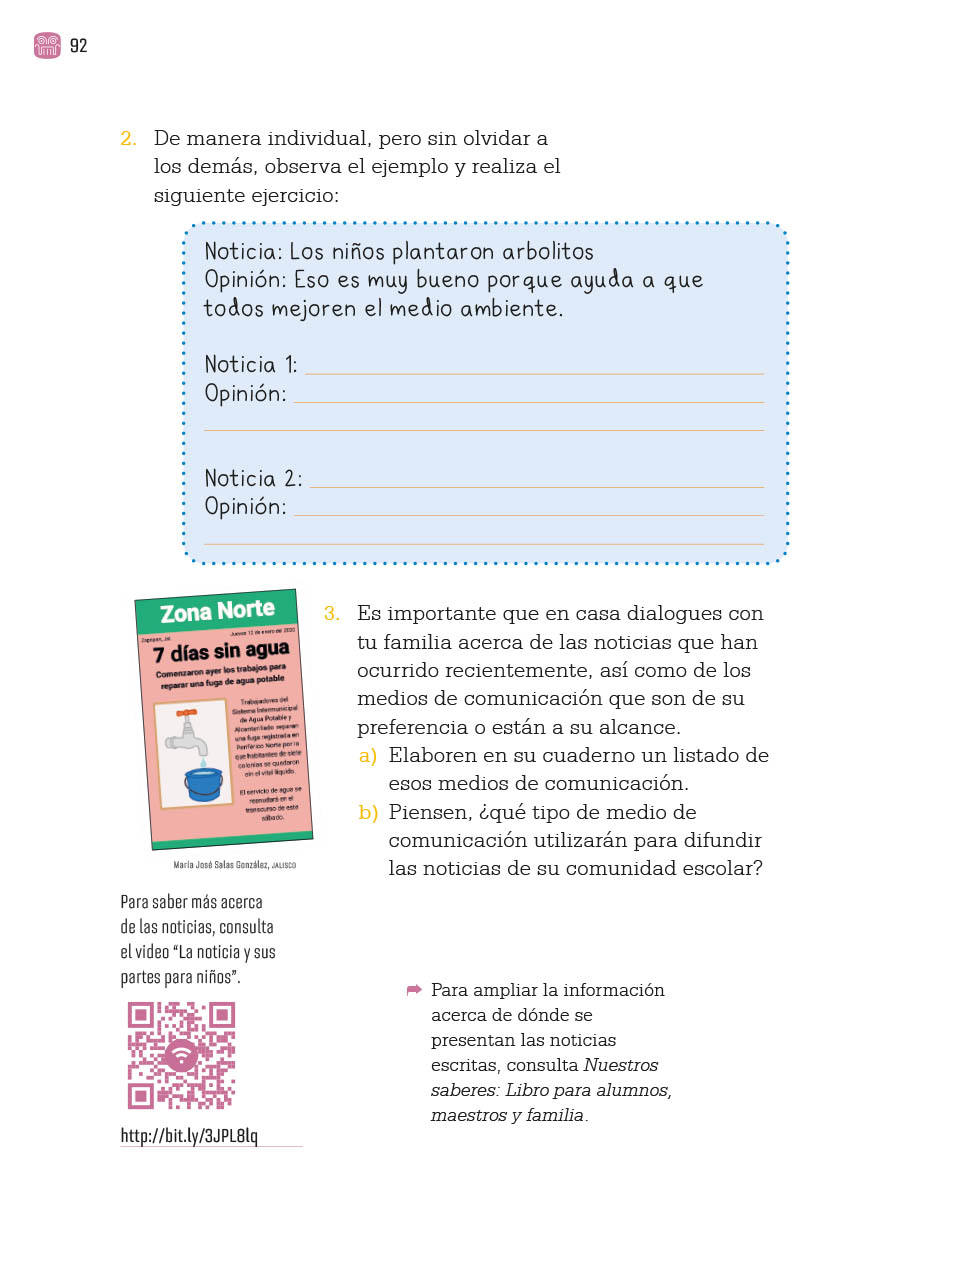 92
2. De manera individual, pero sin olvidar a
los demás, observa el ejemplo y realiza el
siguiente ejercicio:
Noticia: Los niños plantaron arbolitos
Opinión: Eso es muy bueno porque ayuda a que
todos mejoren el medio ambiente.
Noticia 1:
Opinión:
Noticia 2:
Opinión:
Zona Norte
Zapopan, Jal.
Jueves 12 de enero del 2020
7 días sin agua
Comenzaron ayer los trabajos para
reparar una fuga de agua potable
Trabajadores del
Sistema Intermunicipal
de Agua Potable y
Alcantarillado reparan
una fuga registrada en
Periférico Norte por la
que habitantes de siete
colonias se quedaron
sin el vital líquido.
El servicio de agua se
reanudará en el
transcurso de este
sábado.
María José Salas González, JALISCO
3. Es importante que en casa dialogues con
tu familia acerca de las noticias que han
ocurrido recientemente, así como de los
medios de comunicación que son de su
preferencia o están a su alcance.
a) Elaboren en su cuaderno un listado de
esos medios de comunicación.
b) Piensen, ¿qué tipo de medio de
comunicación utilizarán para difundir
las noticias de su comunidad escolar?
Para saber más acerca
de las noticias, consulta
el video “La noticia y sus
partes para niños”.
http://bit.ly/3JPL8lq
Para ampliar la información
acerca de dónde se
presentan las noticias
escritas, consulta Nuestros
saberes: Libro para alumnos,
maestros y familia.